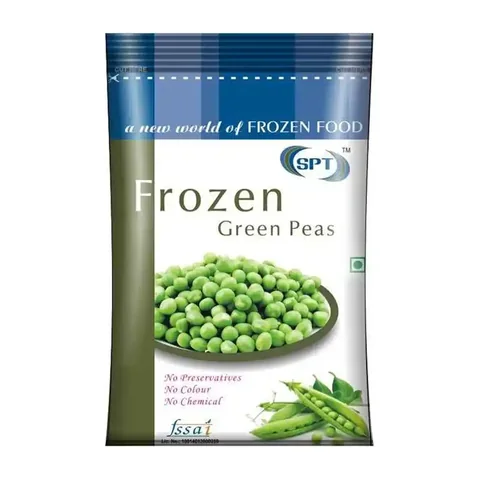 a new world of FROZEN FOOD
SPT TM
Frozen
Green Peas
No Preservatives
No Colour
No Chemical
fssai